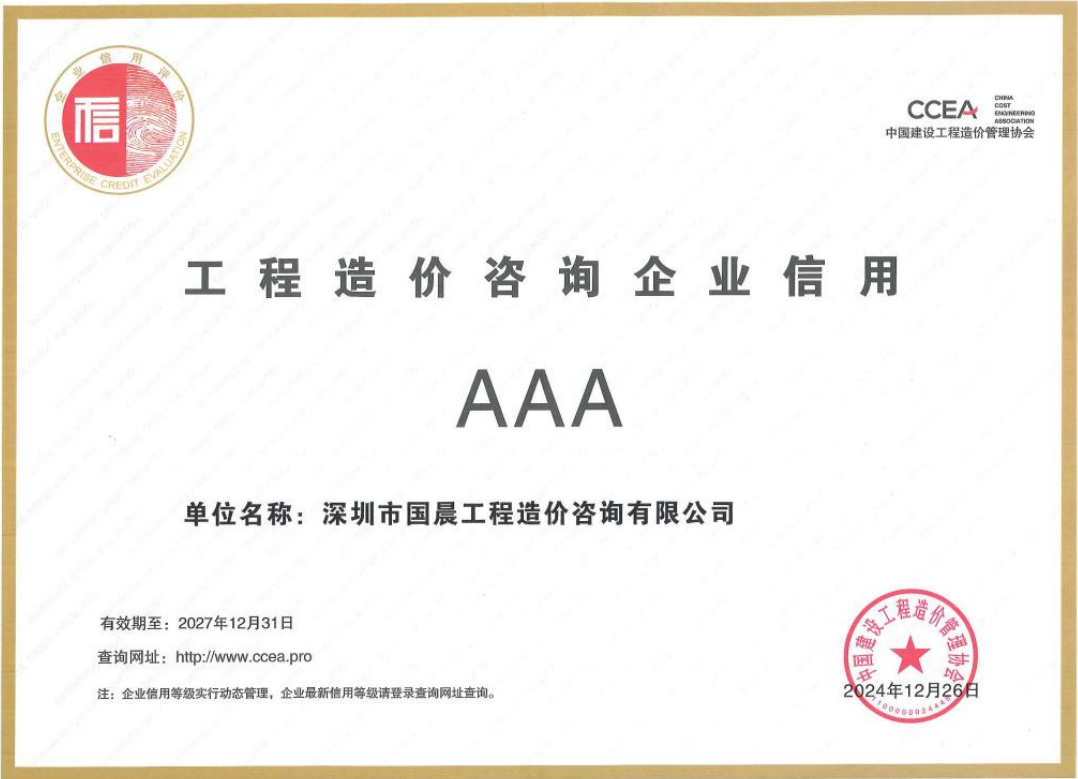 企业信用评价
信
ENTERPRISE CREDIT EVALUATION
CCEA
CHINA
COST
ENGINEERING
ASSOCIATION
中国建设工程造价管理协会
工程造价咨询企业信用
AAA
单位名称：深圳市国晨工程造价咨询有限公司
有效期至：2027年12月31日
查询网址：http://www.ccea.pro
注：企业信用等级实行动态管理，企业最新信用等级请登录查询网址查询。
中国建设工程造价管理协会
2024年12月26日